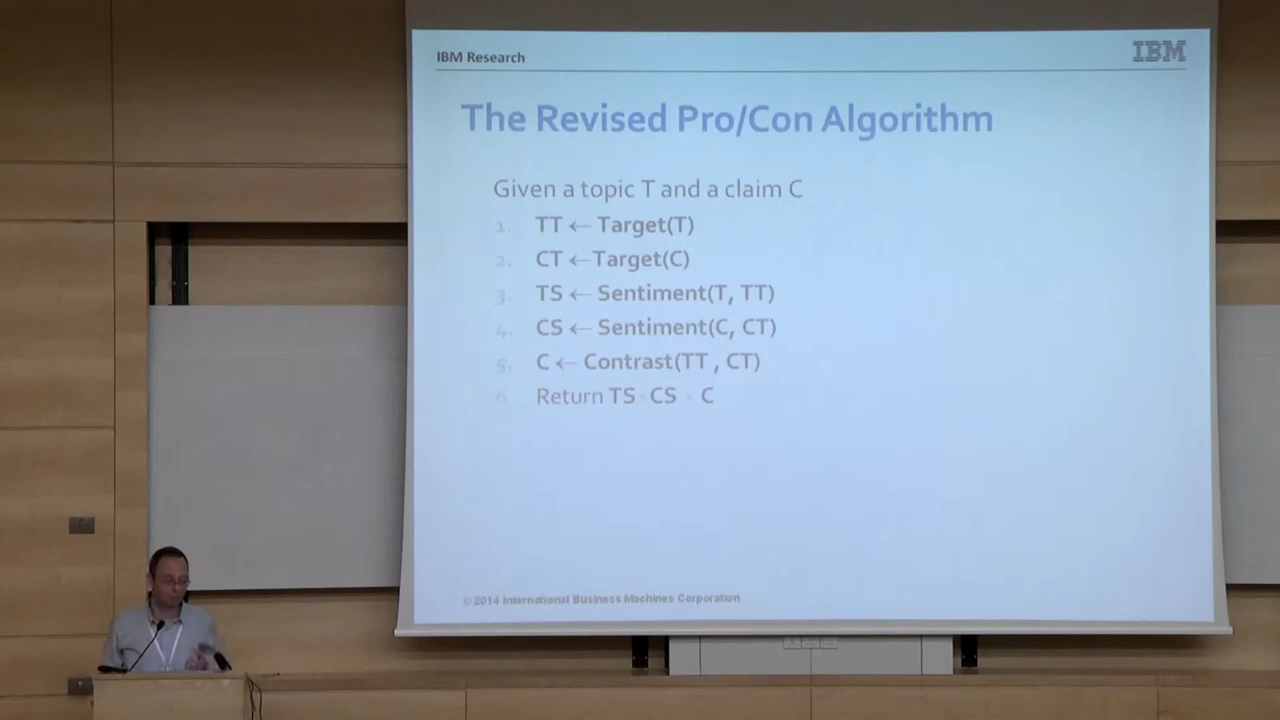 IBM Research
IBM
The Revised Pro/Con Algorithm
Given a topic T and a claim C
1. TT ← Target(T)
2. CT ←Target(C)
3. TS ← Sentiment(T, TT)
4. CS ← Sentiment(C, CT)
5. C ← Contrast(TT , CT)
6. Return TS × CS × C
© 2014 International Business Machines Corporation